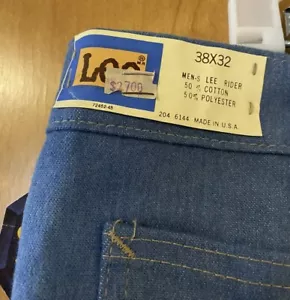 Lee®
$27.00
38X32
MEN-S LEE RIDER
50% COTTON
50% POLYESTER
204 6144 MADE IN U.S.A.